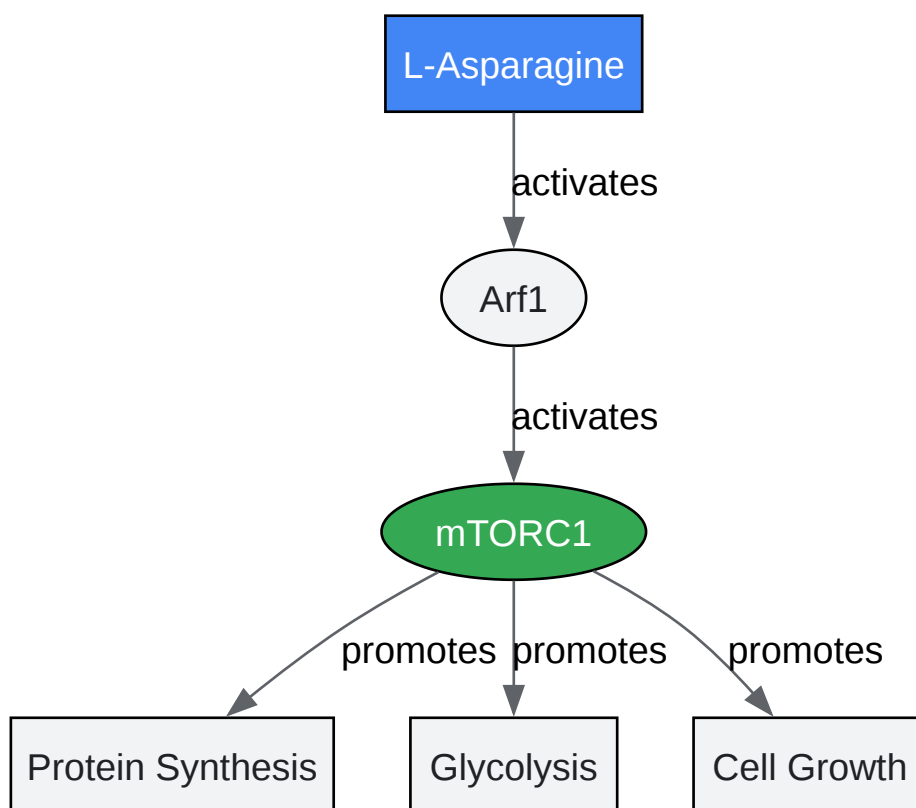 L-Asparagine
activates
Arf1
activates
mTORC1
promotes promotes promotes
Protein Synthesis Glycolysis Cell Growth